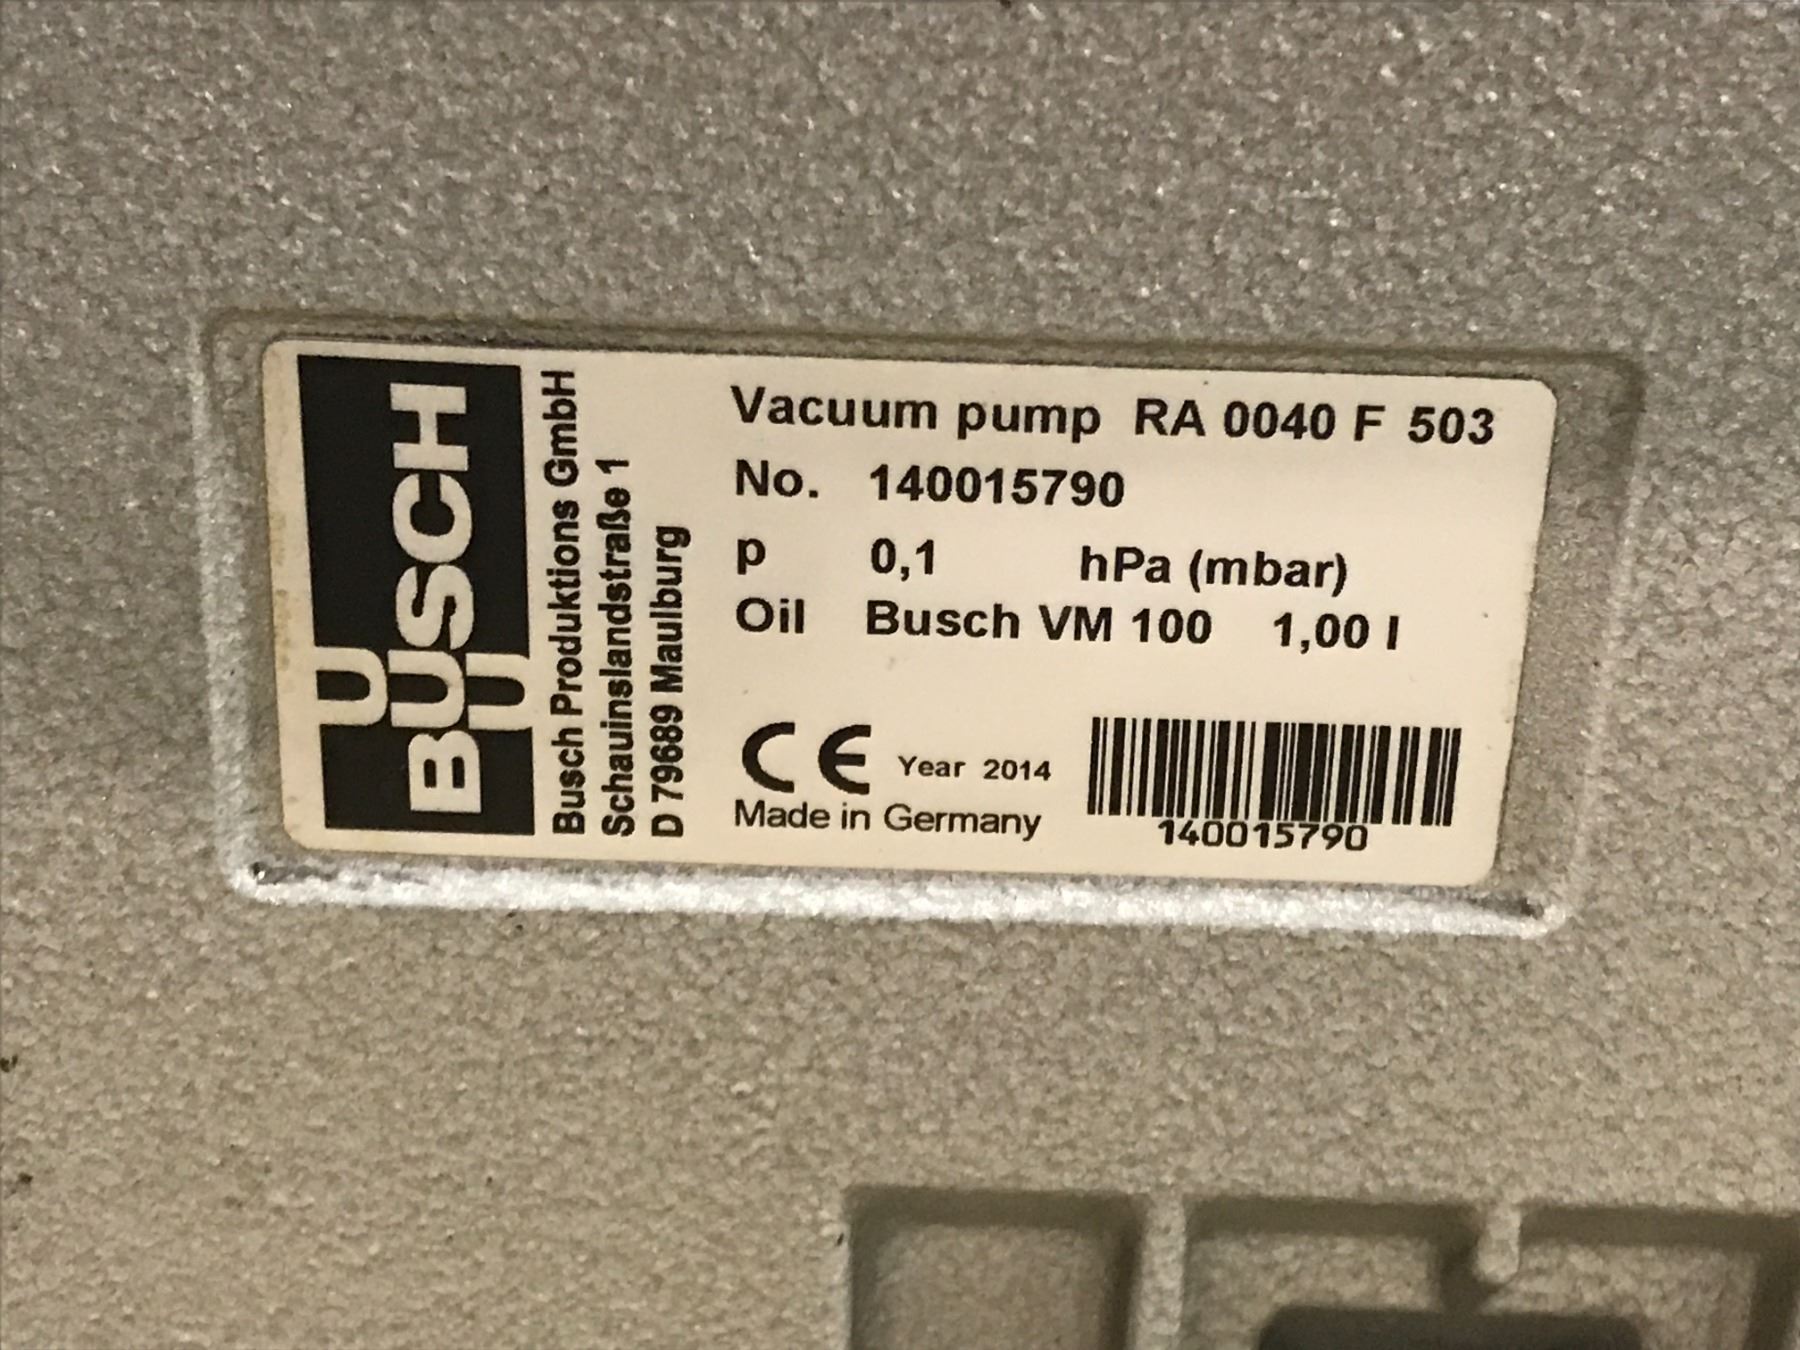 BUSCH
Busch Produktions GmbH
Schauinslandstraße 1
D 79689 Maulburg
Vacuum pump RA 0040 F 503
No. 140015790
p 0,1 hPa (mbar)
Oil Busch VM 100 1,00 l
CE Year 2014
Made in Germany
140015790